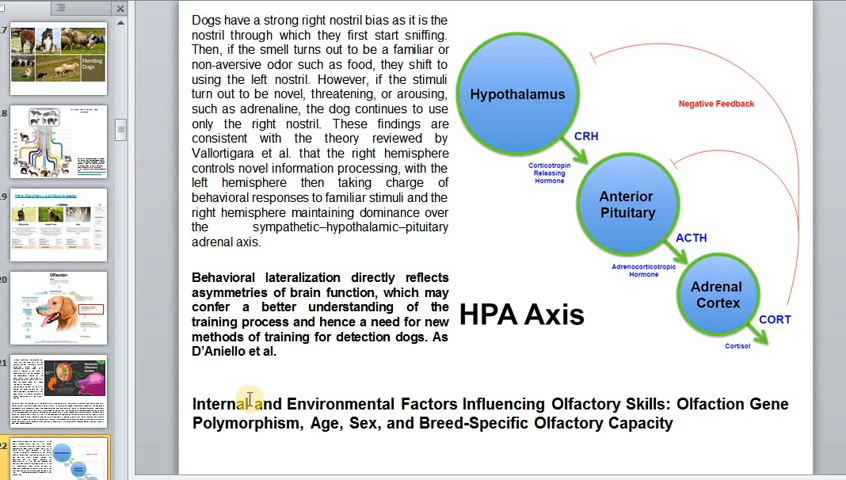 17
Herding
Dogs
18
19
20
Olfaction
21
22
Dogs have a strong right nostril bias as it is the
nostril through which they first start sniffing.
Then, if the smell turns out to be a familiar or
non-aversive odor such as food, they shift to
using the left nostril. However, if the stimuli
turn out to be novel, threatening, or arousing,
such as adrenaline, the dog continues to use
only the right nostril. These findings are
consistent with the theory reviewed by
Vallortigara et al. that the right hemisphere
controls novel information processing, with the
left hemisphere then taking charge of
behavioral responses to familiar stimuli and the
right hemisphere maintaining dominance over
the sympathetic–hypothalamic–pituitary
adrenal axis.
Behavioral lateralization directly reflects
asymmetries of brain function, which may
confer a better understanding of the
training process and hence a need for new
methods of training for detection dogs. As
D'Aniello et al.
Hypothalamus
Negative Feedback
CRH
Corticotropin
Releasing
Hormone
Anterior
Pituitary
ACTH
Adrenocorticotropic
Hormone
Adrenal
Cortex
CORT
Cortisol
HPA Axis
Internal and Environmental Factors Influencing Olfactory Skills: Olfaction Gene
Polymorphism, Age, Sex, and Breed-Specific Olfactory Capacity